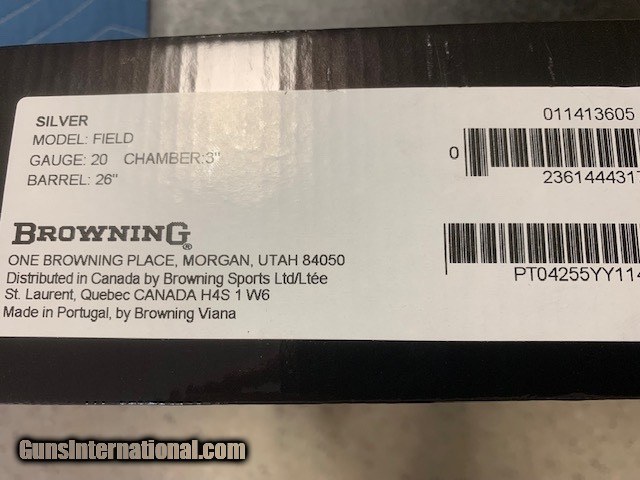 SILVER
MODEL: FIELD
GAUGE: 20 CHAMBER:3"
BARREL: 26"
011413605
0
2361444317
PT04255YY114
BROWNING®
ONE BROWNING PLACE, MORGAN, UTAH 84050
Distributed in Canada by Browning Sports Ltd/Ltée
St. Laurent, Quebec CANADA H4S 1 W6
Made in Portugal, by Browning Viana
GunsInternational.com